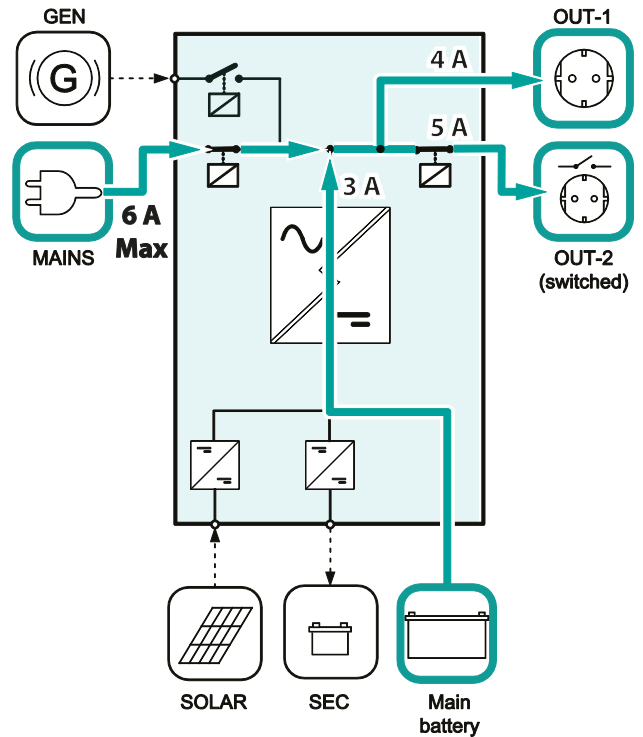 GEN
OUT-1
G
4 A
5 A
6 A
Max
3 A
MAINS
OUT-2
(switched)
SOLAR
SEC
Main
battery